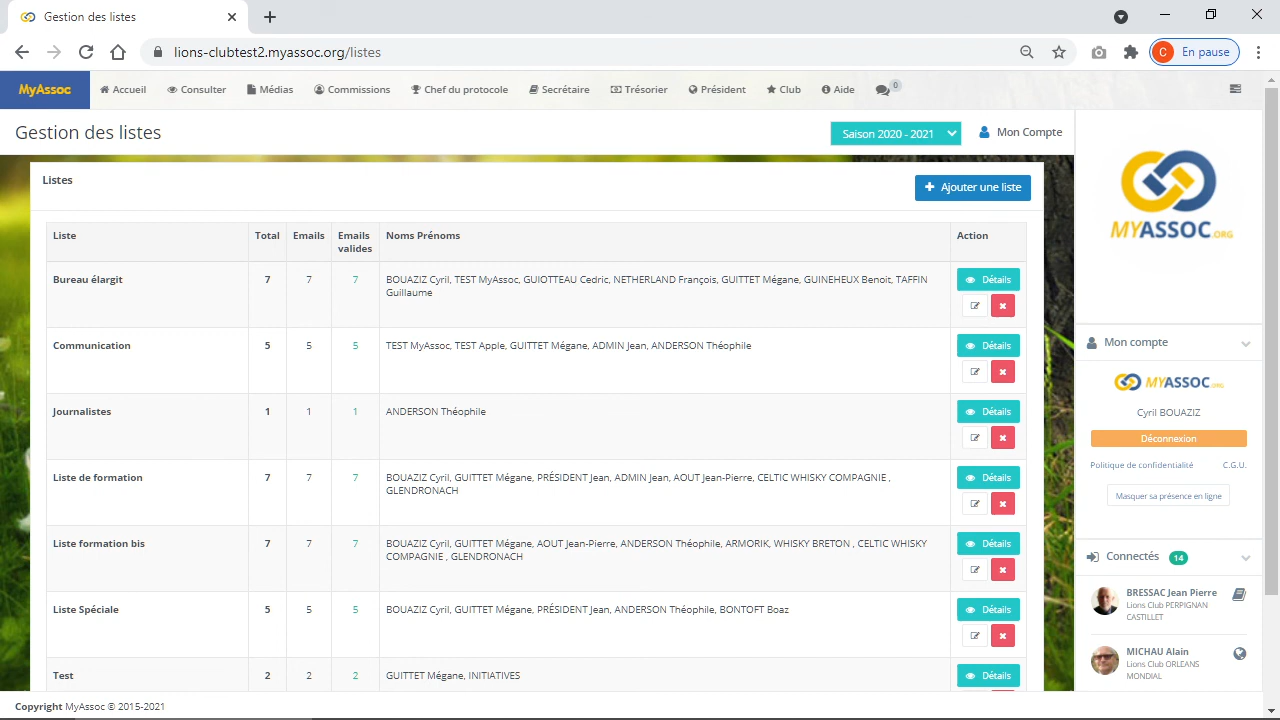 Gestion des listes
lions-clubtest2.myassoc.org/listes
C En pause
MyAssoc Accueil Consulter Médias Commissions Chef du protocole Secrétaire Trésorier Président Club Aide 0
Gestion des listes
Saison 2020 - 2021
Mon Compte
Listes
Ajouter une liste
Liste Total Emails Emails valides Noms Prénoms Action
Bureau élargit 7 7 7 BOUAZIZ Cyril, TEST MyAssoc, GUIOTTEAU Cedric, NETHERLAND François, GUITTET Mégane, GUINEHEUX Benoit, TAFFIN
Guillaume
Détails
Communication 5 5 5 TEST MyAssoc, TEST Apple, GUITTET Mégane, ADMIN Jean, ANDERSON Théophile
Détails
Journalistes 1 1 1 ANDERSON Théophile
Détails
Liste de formation 7 7 7 BOUAZIZ Cyril, GUITTET Mégane, PRÉSIDENT Jean, ADMIN Jean, AOUT Jean-Pierre, CELTIC WHISKY COMPAGNIE ,
GLENDRONACH
Détails
Liste formation bis 7 7 7 BOUAZIZ Cyril, GUITTET Mégane, AOUT Jean-Pierre, ANDERSON Théophile, ARMORIK, WHISKY BRETON , CELTIC WHISKY
COMPAGNIE , GLENDRONACH
Détails
Liste Spéciale 5 5 5 BOUAZIZ Cyril, GUITTET Mégane, PRÉSIDENT Jean, ANDERSON Théophile, BONTOFT Boaz
Détails
Test 2 2 2 GUITTET Mégane, INITIATIVES
Détails
MYASSOC.ORG
Mon compte
MYASSOC.ORG
Cyril BOUAZIZ
Déconnexion
Politique de confidentialité C.G.U.
Masquer sa présence en ligne
Connectés 14
BRESSAC Jean Pierre
Lions Club PERPIGNAN
CASTILLET
MICHAU Alain
Lions Club ORLEANS
MONDIAL
Copyright MyAssoc © 2015-2021